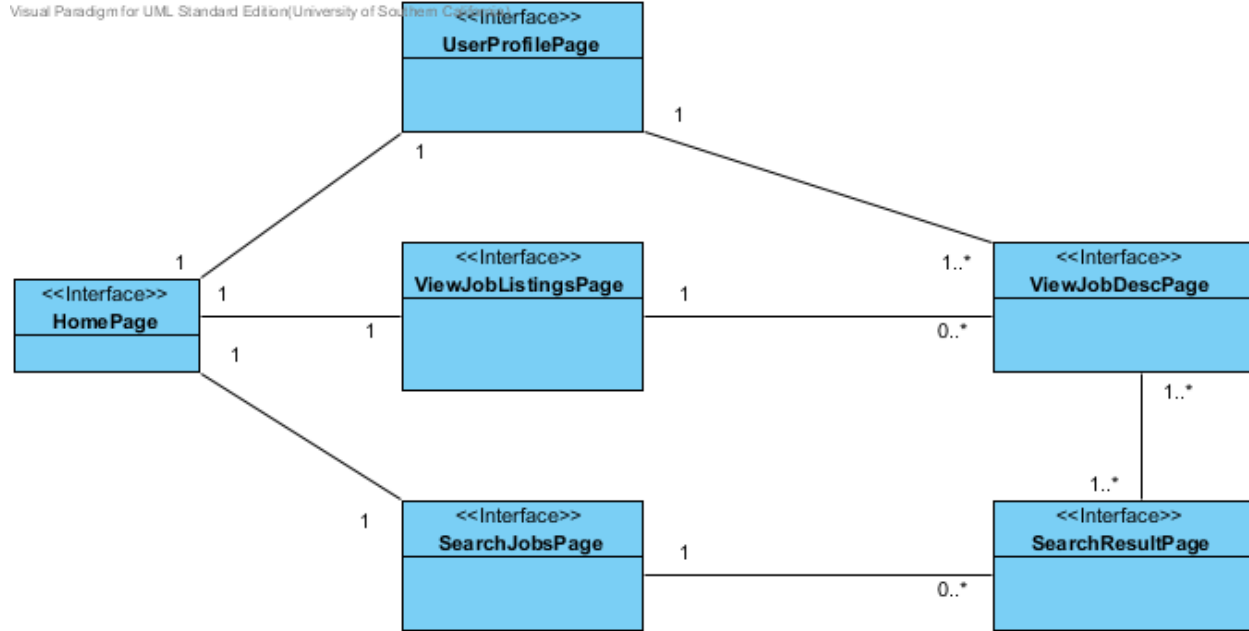 Visual Paradigm for UML Standard Edition(University of Southern California)
<<Interface>>
UserProfilePage
1
1
1
1..*
<<Interface>>
HomePage
1
1
1
1
<<Interface>>
ViewJobListingsPage
1
0..*
<<Interface>>
ViewJobDescPage
1..*
1..*
<<Interface>>
SearchJobsPage
1
0..*
<<Interface>>
SearchResultPage